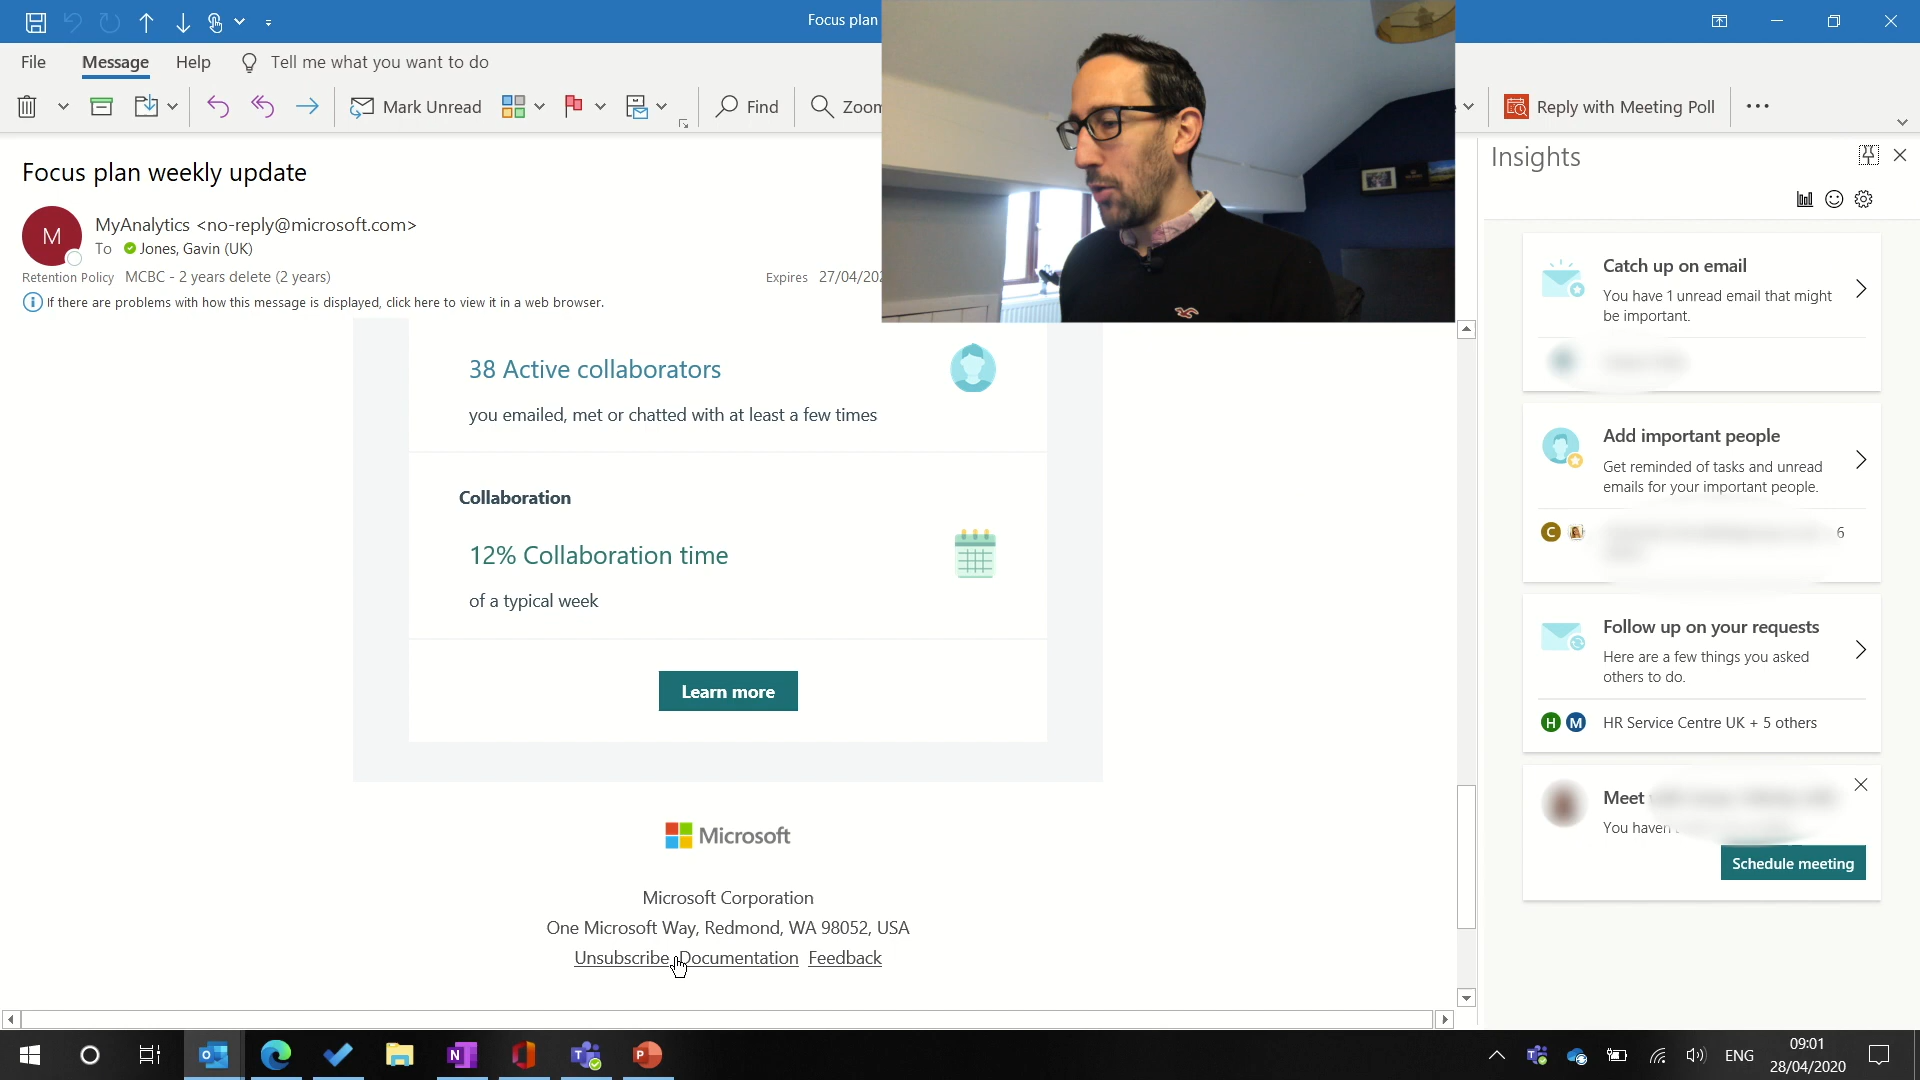 Focus plan
File Message Help Tell me what you want to do
Mark Unread Find Zoom Reply with Meeting Poll
Focus plan weekly update
M
MyAnalytics <no-reply@microsoft.com>
To Jones, Gavin (UK)
Retention Policy MCBC - 2 years delete (2 years) Expires
If there are problems with how this message is displayed, click here to view it in a web browser.
38 Active collaborators
you emailed, met or chatted with at least a few times
Collaboration
12% Collaboration time
of a typical week
Learn more
Microsoft
Microsoft Corporation
One Microsoft Way, Redmond, WA 98052, USA
Unsubscribe Documentation Feedback
Insights
Catch up on email
You have 1 unread email that might
be important.
Add important people
Get reminded of tasks and unread
emails for your important people.
C 6
Follow up on your requests
Here are a few things you asked
others to do.
H M HR Service Centre UK + 5 others
Meet
You haven
Schedule meeting
ENG
09:01
28/04/2020